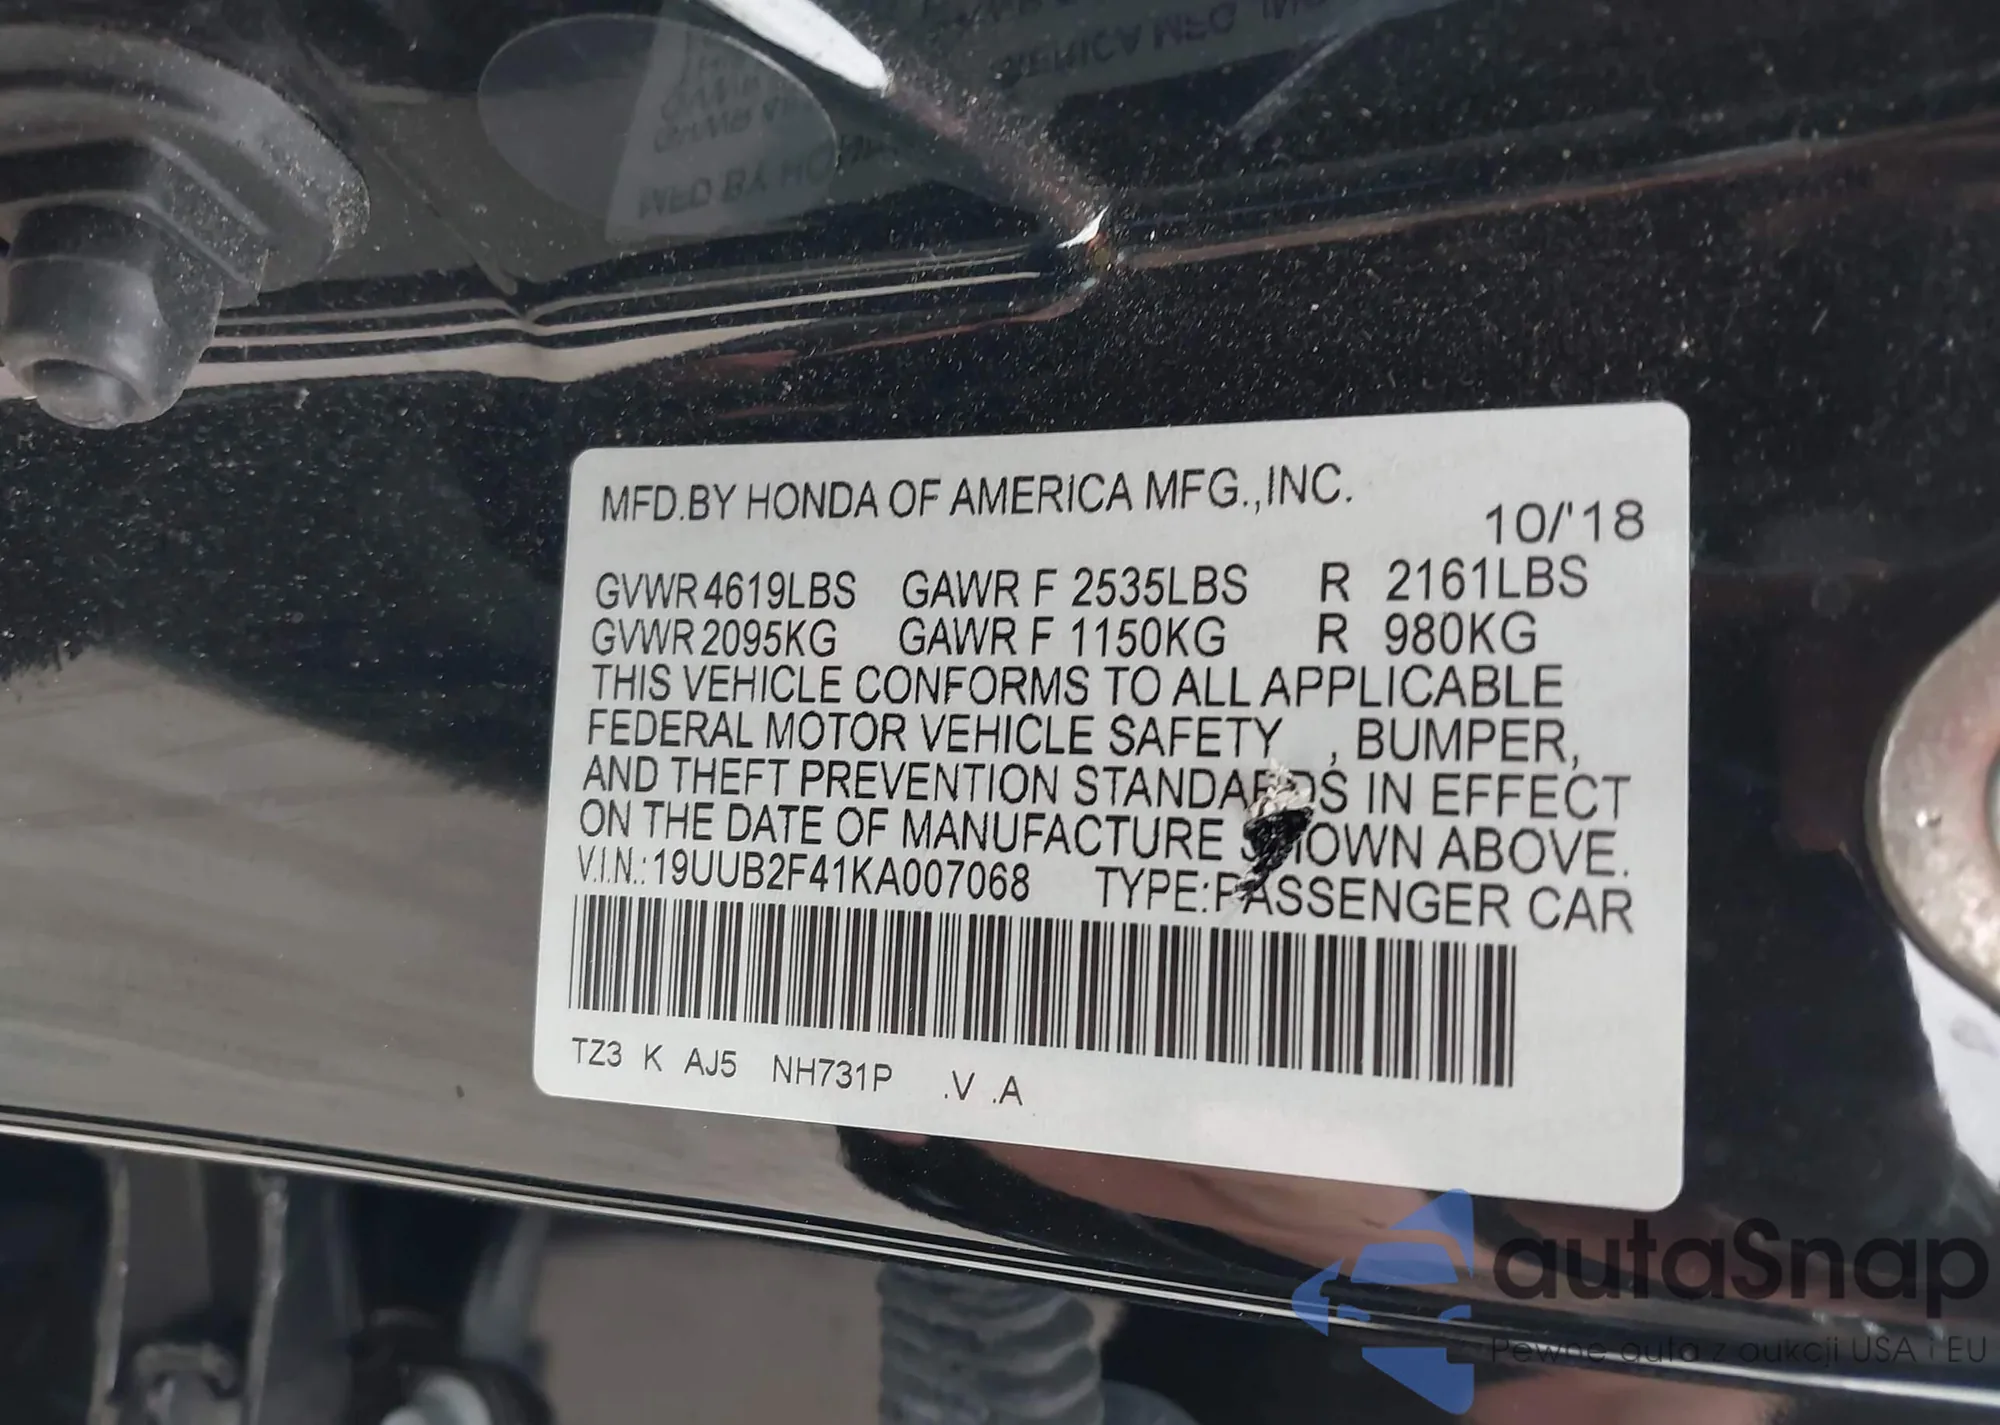 MFD.BY HONDA OF AMERICA MFG.,INC.
10/'18
GVWR 4619LBS GAWR F 2535LBS R 2161LBS
GVWR 2095KG GAWR F 1150KG R 980KG
THIS VEHICLE CONFORMS TO ALL APPLICABLE
FEDERAL MOTOR VEHICLE SAFETY , BUMPER,
AND THEFT PREVENTION STANDARDS IN EFFECT
ON THE DATE OF MANUFACTURE SHOWN ABOVE.
V.I.N.:19UUB2F41KA007068 TYPE:PASSENGER CAR
TZ3 K AJ5 NH731P .V .A
autaSnap
Pewne auta z aukcji USA i EU